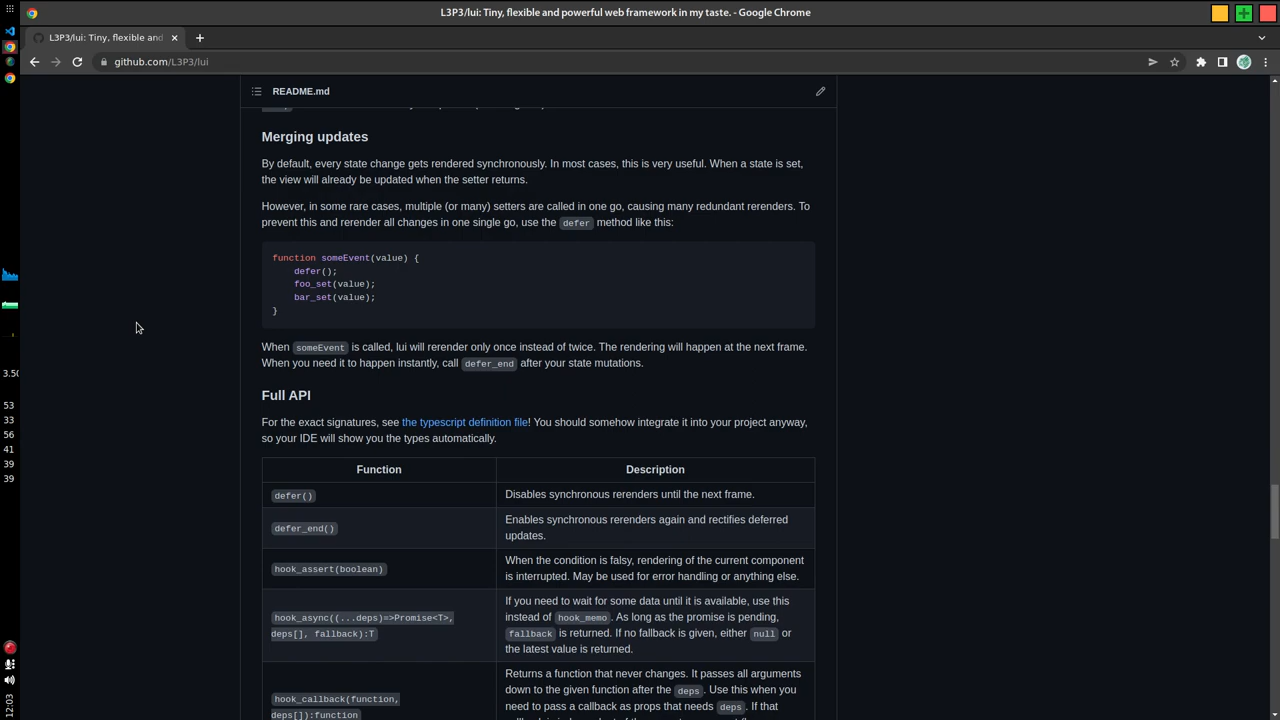 L3P3/lui: Tiny, flexible and powerful web framework in my taste. - Google Chrome
L3P3/lui: Tiny, flexible and
github.com/L3P3/lui
README.md
Merging updates
By default, every state change gets rendered synchronously. In most cases, this is very useful. When a state is set,
the view will already be updated when the setter returns.
However, in some rare cases, multiple (or many) setters are called in one go, causing many redundant rerenders. To
prevent this and rerender all changes in one single go, use the defer method like this:
function someEvent(value) {
defer();
foo_set(value);
bar_set(value);
}
When someEvent is called, lui will rerender only once instead of twice. The rendering will happen at the next frame.
When you need it to happen instantly, call defer_end after your state mutations.
Full API
For the exact signatures, see the typescript definition file! You should somehow integrate it into your project anyway,
so your IDE will show you the types automatically.
Function Description
defer() Disables synchronous rerenders until the next frame.
defer_end() Enables synchronous rerenders again and rectifies deferred
updates.
hook_assert(boolean) When the condition is falsy, rendering of the current component
is interrupted. May be used for error handling or anything else.
hook_async((...deps)=>Promise<T>,
deps[], fallback):T
If you need to wait for some data until it is available, use this
instead of hook_memo. As long as the promise is pending,
fallback is returned. If no fallback is given, either null or
the latest value is returned.
hook_callback(function,
deps[]):function
Returns a function that never changes. It passes all arguments
down to the given function after the deps. Use this when you
need to pass a callback as props that needs deps. If that
3.50
53
33
56
41
39
39
12:03